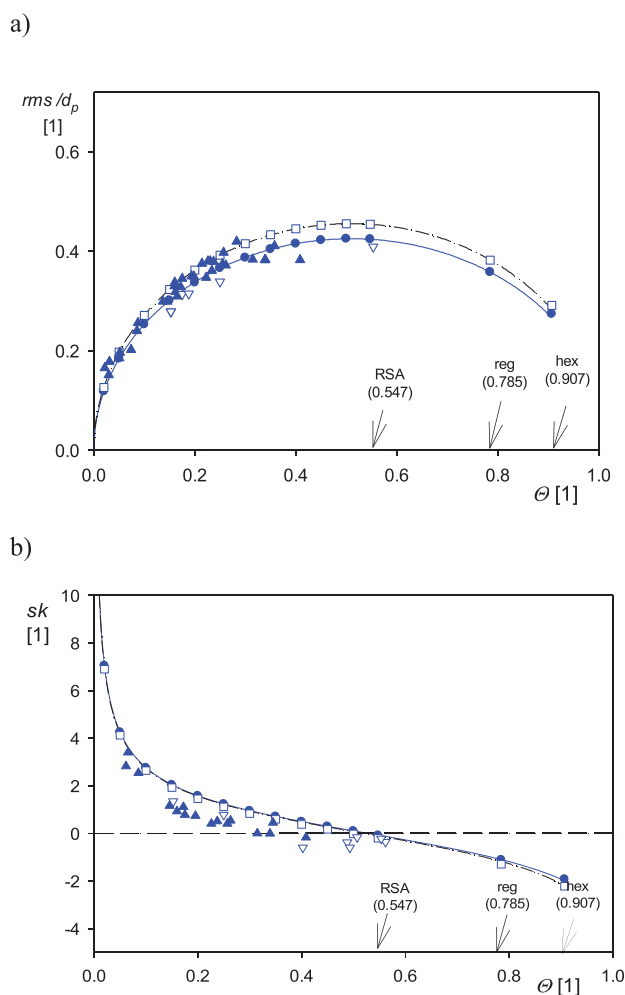 a)
rms/dp
[1]
0.6
0.4
0.2
0.0
RSA
(0.547)
reg
(0.785)
hex
(0.907)
0.0 0.2 0.4 0.6 0.8 1.0
Θ [1]
b)
sk
[1]
10
8
6
4
2
0
-2
-4
RSA
(0.547)
reg
(0.785)
hex
(0.907)
0.0 0.2 0.4 0.6 0.8 1.0
Θ [1]